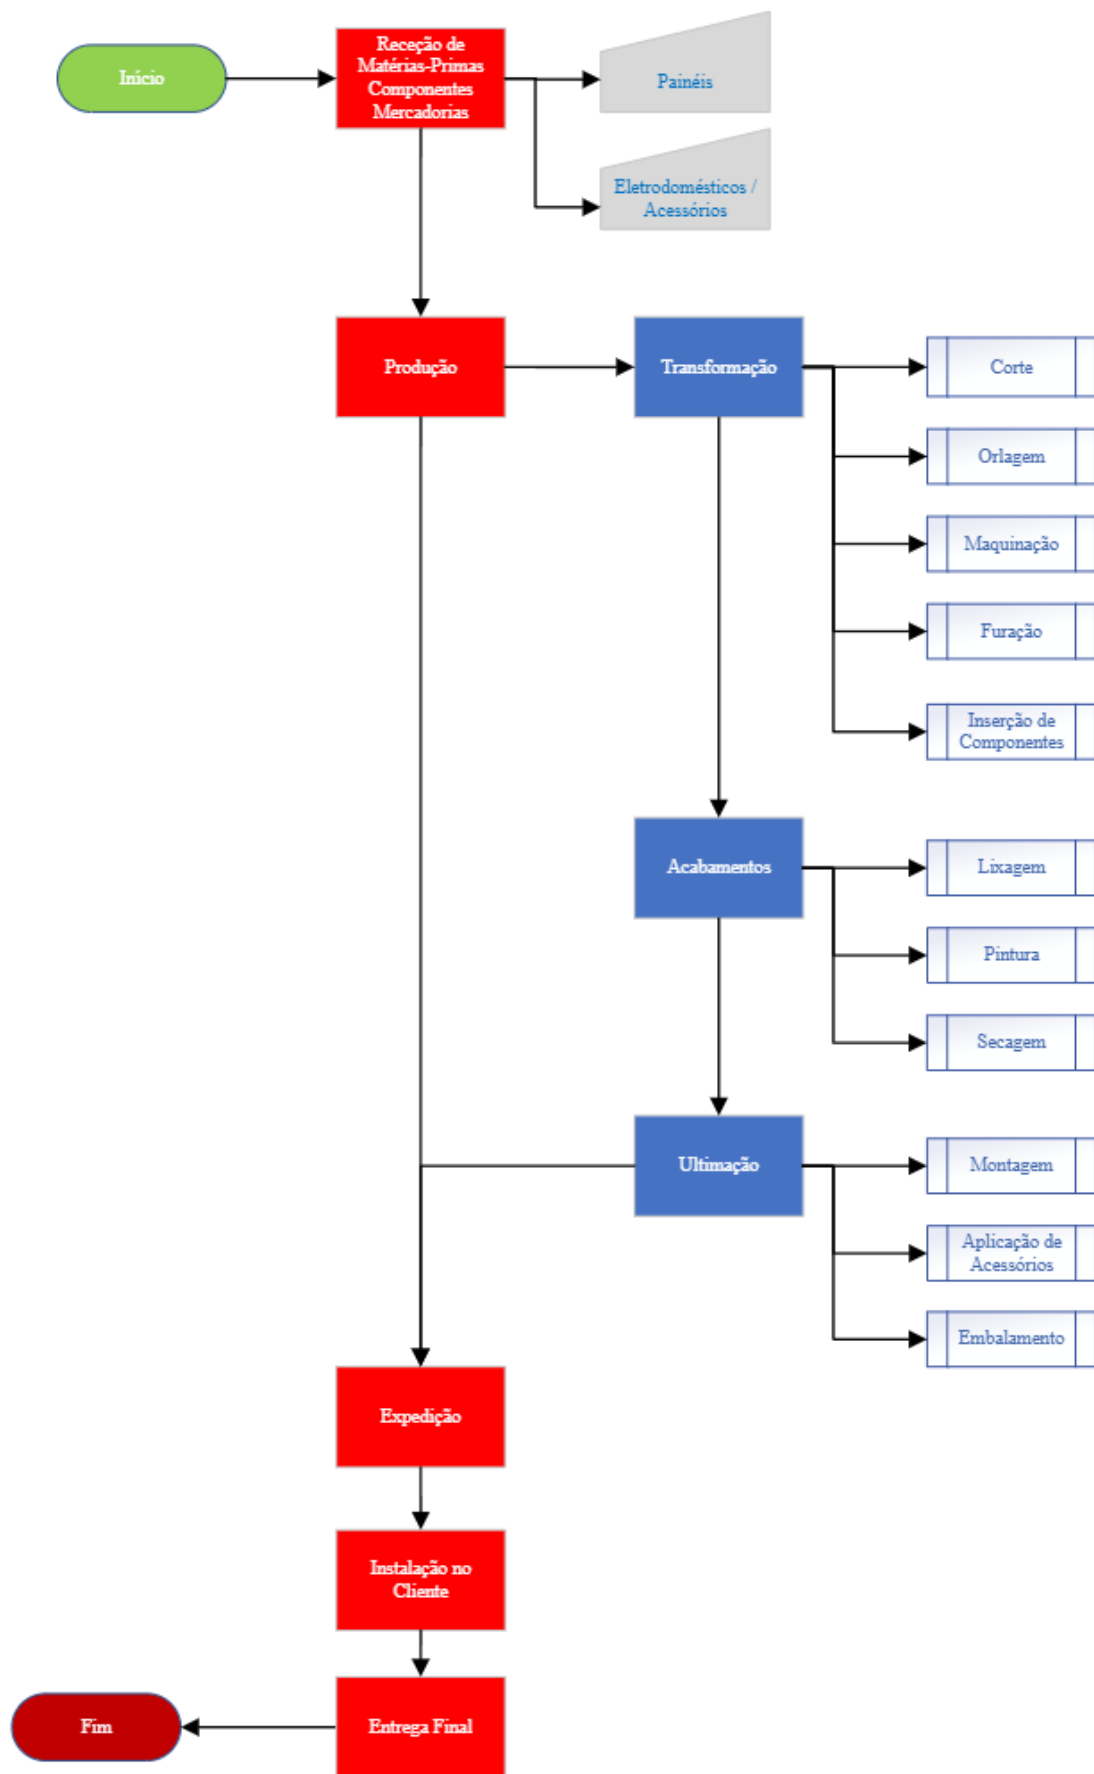 Início
Receção de
Matérias-Primas
Componentes
Mercadorias
Painéis
Eletrodomésticos /
Acessórios
Produção
Transformação
Corte
Orlagem
Maquinação
Furação
Inserção de
Componentes
Acabamentos
Lixagem
Pintura
Secagem
Ultimação
Montagem
Aplicação de
Acessórios
Embalamento
Expedição
Instalação no
Cliente
Entrega Final
Fim